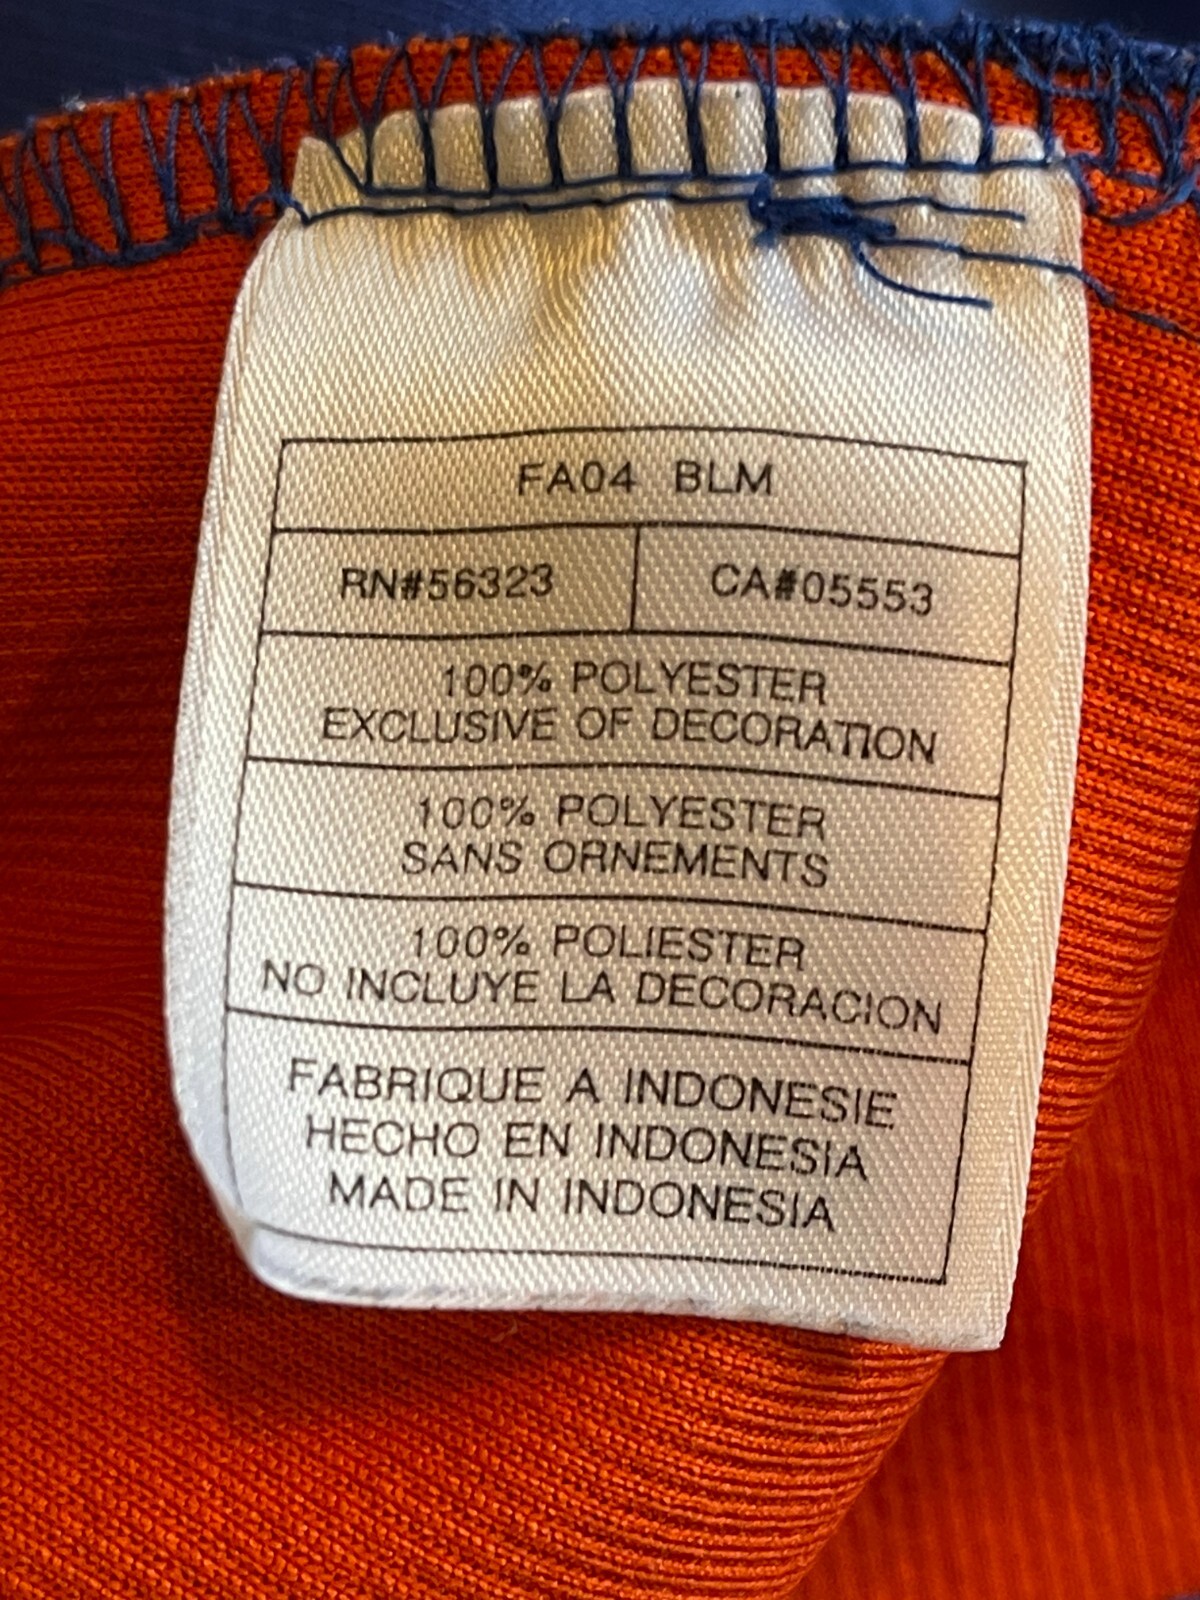 FA04 BLM
RN#56323 CA#05553
100% POLYESTER
EXCLUSIVE OF DECORATION
100% POLYESTER
SANS ORNEMENTS
100% POLIESTER
NO INCLUYE LA DECORACION
FABRIQUE A INDONESIE
HECHO EN INDONESIA
MADE IN INDONESIA